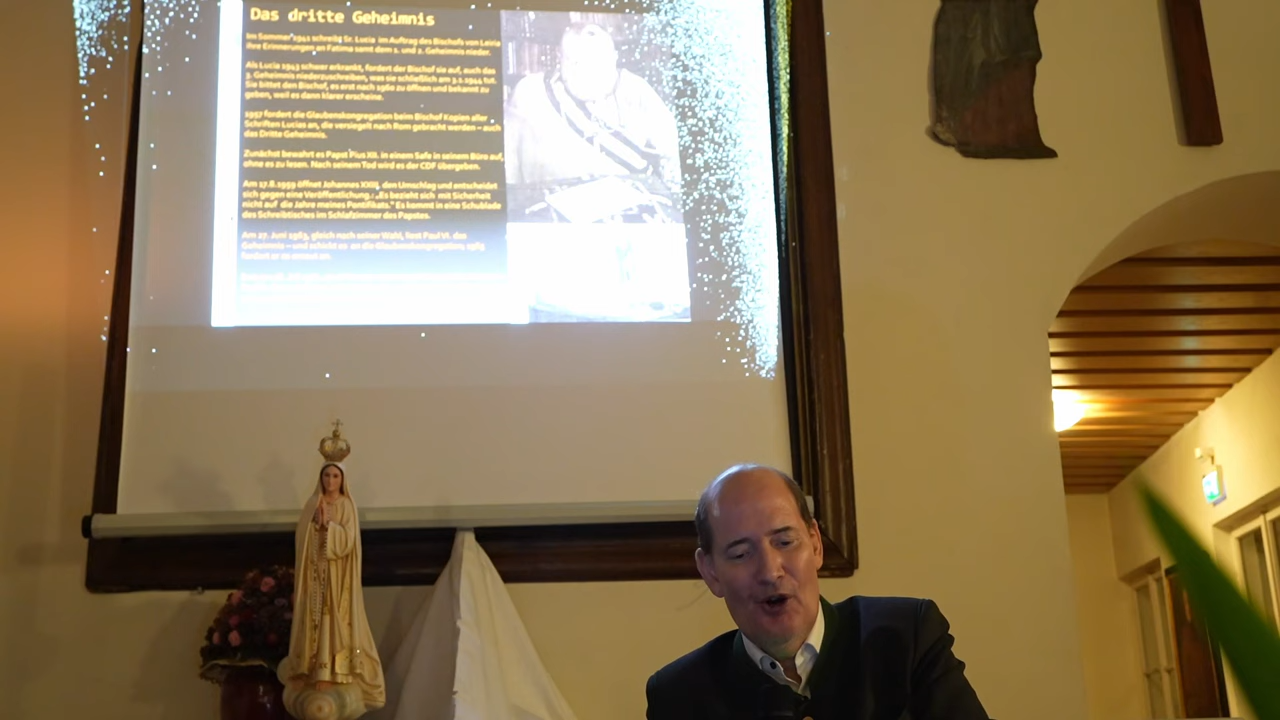 Das dritte Geheimnis
Im Sommer 1941 schreibt Sr. Lucia im Auftrag des Bischofs von Leiria
ihre Erinnerungen an Fatima samt dem 1. und 2. Geheimnis nieder.
Als Lucia 1943 schwer erkrankt, fordert der Bischof sie auf, auch das
3. Geheimnis niederzuschreiben, was sie schließlich am 3.1.1944 tut.
Sie bittet den Bischof, es erst nach 1960 zu öffnen und bekannt zu
geben, weil es dann klarer erscheine.
1957 fordert die Glaubenskongregation beim Bischof Kopien aller
Schriften Lucias an, die versiegelt nach Rom gebracht werden – auch
das Dritte Geheimnis.
Zunächst bewahrt es Papst Pius XII. in einem Safe in seinem Büro auf,
ohne es zu lesen. Nach seinem Tod wird es der CDF übergeben.
Am 17.8.1959 öffnet Johannes XXIII. den Umschlag und entscheidet
sich gegen eine Veröffentlichung: „Es bezieht sich mit Sicherheit
nicht auf die Jahre meines Pontifikats.“ Es kommt in eine Schublade
des Schreibtisches im Schlafzimmer des Papstes.
Am 27. Juni 1963, gleich nach seiner Wahl, liest Paul VI. das
Geheimnis – und schickt es an die Glaubenskongregation, 1965
fordert er es erneut an.